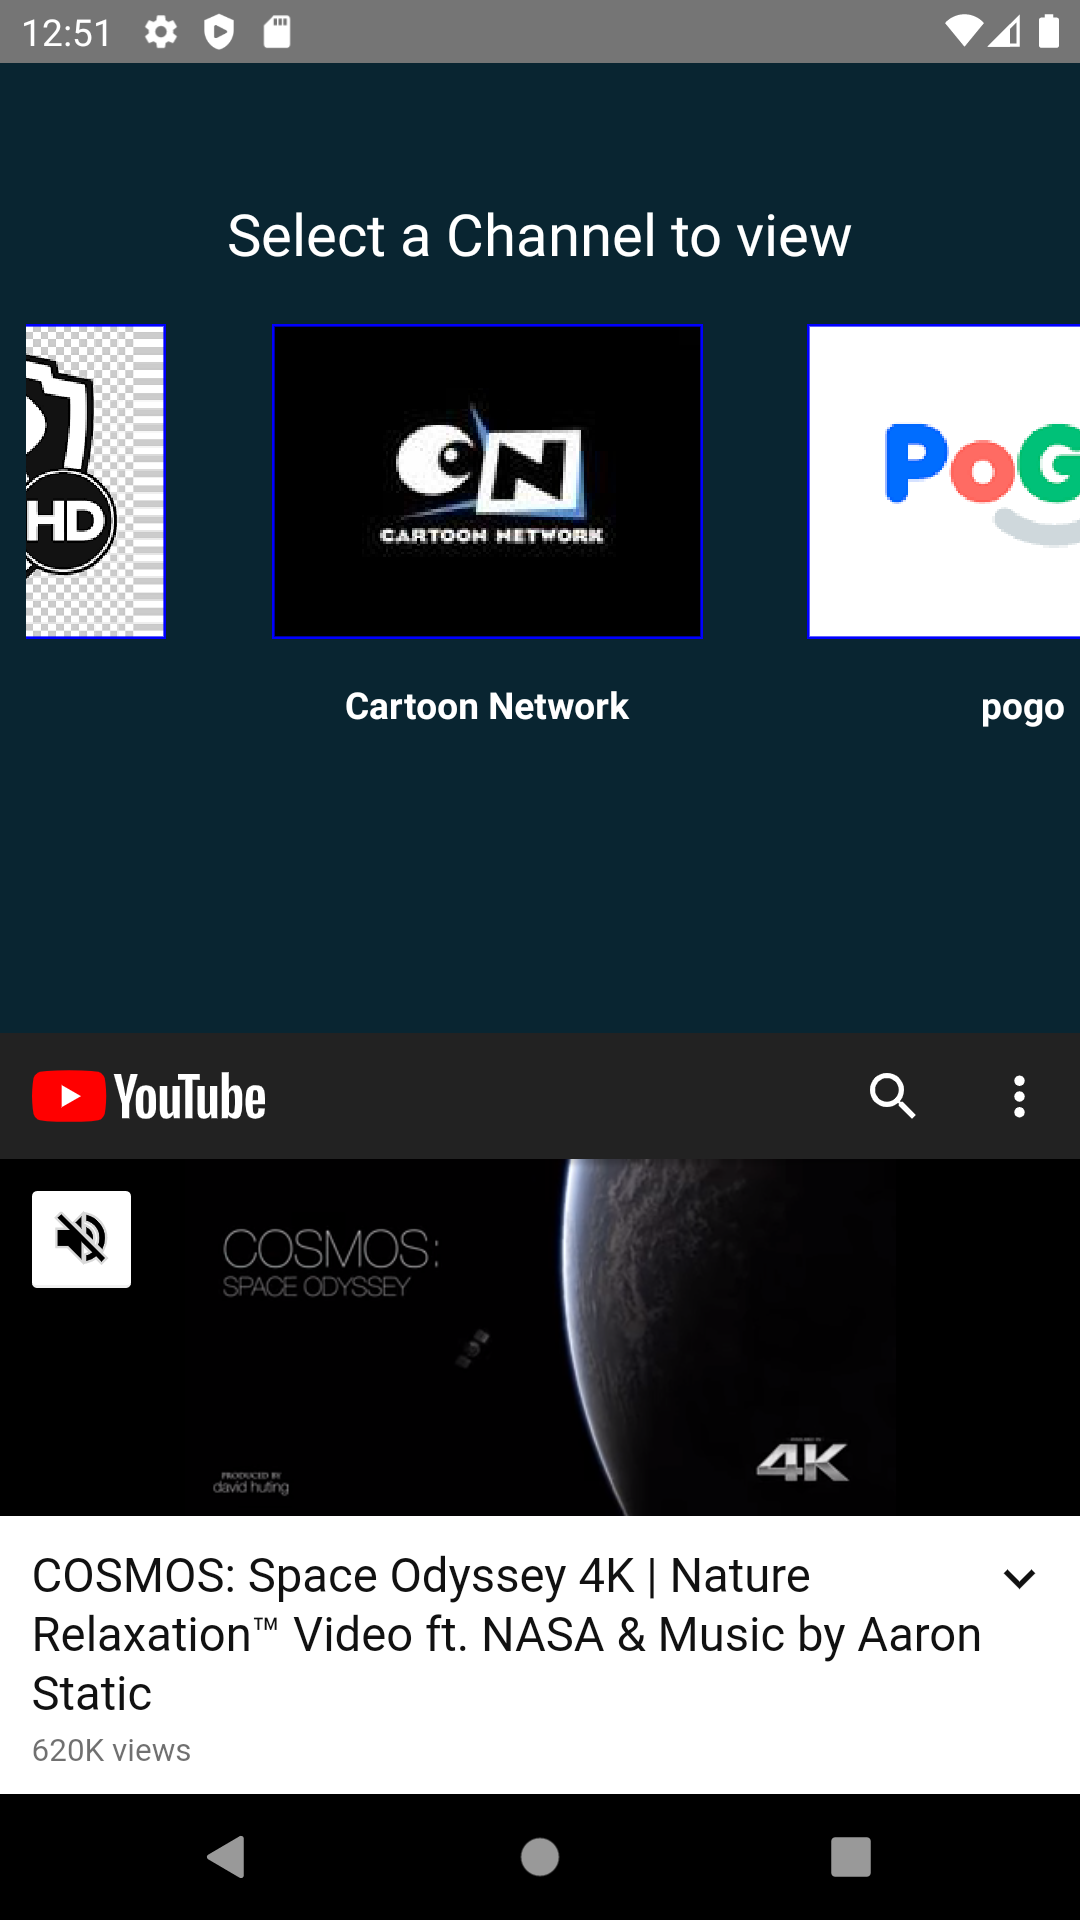 12:51
Select a Channel to view
HD
CN
CARTOON NETWORK
PoG
Cartoon Network
pogo
YouTube
COSMOS:
SPACE ODYSSEY
4K
PRODUCED BY
david huting
COSMOS: Space Odyssey 4K | Nature
Relaxation™ Video ft. NASA & Music by Aaron
Static
620K views